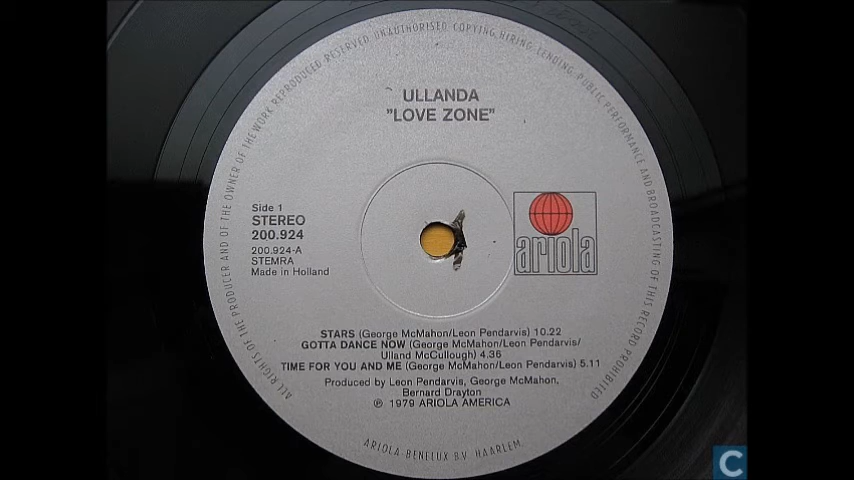 ALL RIGHTS OF THE PRODUCER AND OF THE OWNER OF THE WORK REPRODUCED RESERVED UNAUTHORISED COPYING, HIRING, LENDING, PUBLIC PERFORMANCE AND BROADCASTING OF THIS RECORD PROHIBITED
ULLANDA
"LOVE ZONE"
Side 1
STEREO
200.924
200.924-A
STEMRA
Made in Holland
ariola
STARS (George McMahon/Leon Pendarvis) 10.22
GOTTA DANCE NOW (George McMahon/Leon Pendarvis/
Ulland McCullough) 4.36
TIME FOR YOU AND ME (George McMahon/Leon Pendarvis) 5.11
Produced by Leon Pendarvis, George McMahon,
Bernard Drayton
℗ 1979 ARIOLA AMERICA
ARIOLA-BENELUX B.V. HAARLEM
C